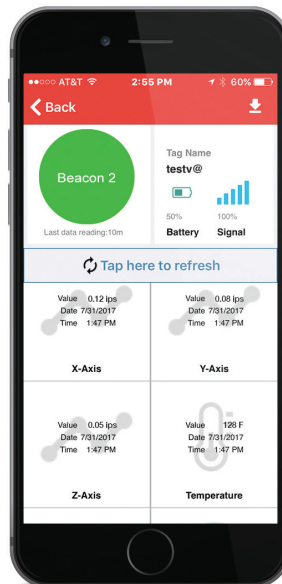 AT&T 2:55 PM 60%
Back
Beacon 2
Last data reading:10m
Tag Name
testv@
50% 100%
Battery Signal
Tap here to refresh
Value 0.12 ips
Date 7/31/2017
Time 1:47 PM
X-Axis
Value 0.08 ips
Date 7/31/2017
Time 1:47 PM
Y-Axis
Value 0.05 ips
Date 7/31/2017
Time 1:47 PM
Z-Axis
Value 128 F
Date 7/31/2017
Time 1:47 PM
Temperature